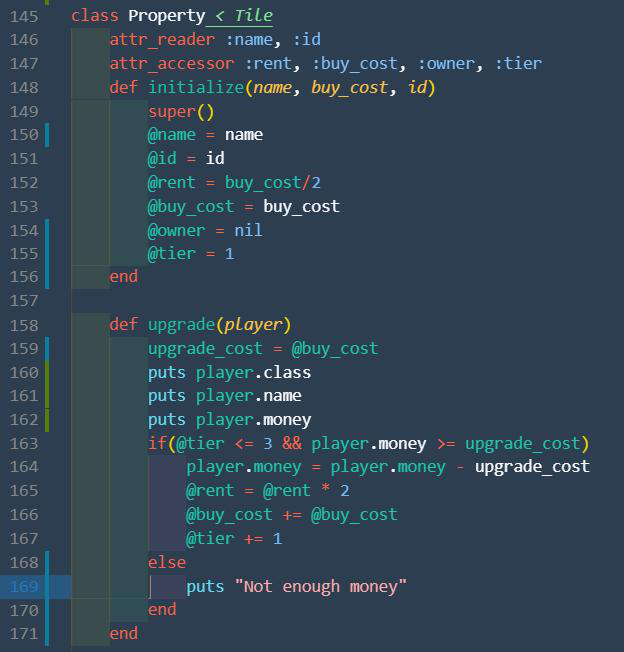 145 class Property < Tile
146     attr_reader :name, :id
147     attr_accessor :rent, :buy_cost, :owner, :tier
148     def initialize(name, buy_cost, id)
149         super()
150         @name = name
151         @id = id
152         @rent = buy_cost/2
153         @buy_cost = buy_cost
154         @owner = nil
155         @tier = 1
156     end
157
158     def upgrade(player)
159         upgrade_cost = @buy_cost
160         puts player.class
161         puts player.name
162         puts player.money
163         if(@tier <= 3 && player.money >= upgrade_cost)
164             player.money = player.money - upgrade_cost
165             @rent = @rent * 2
166             @buy_cost += @buy_cost
167             @tier += 1
168         else
169             puts "Not enough money"
170         end
171     end